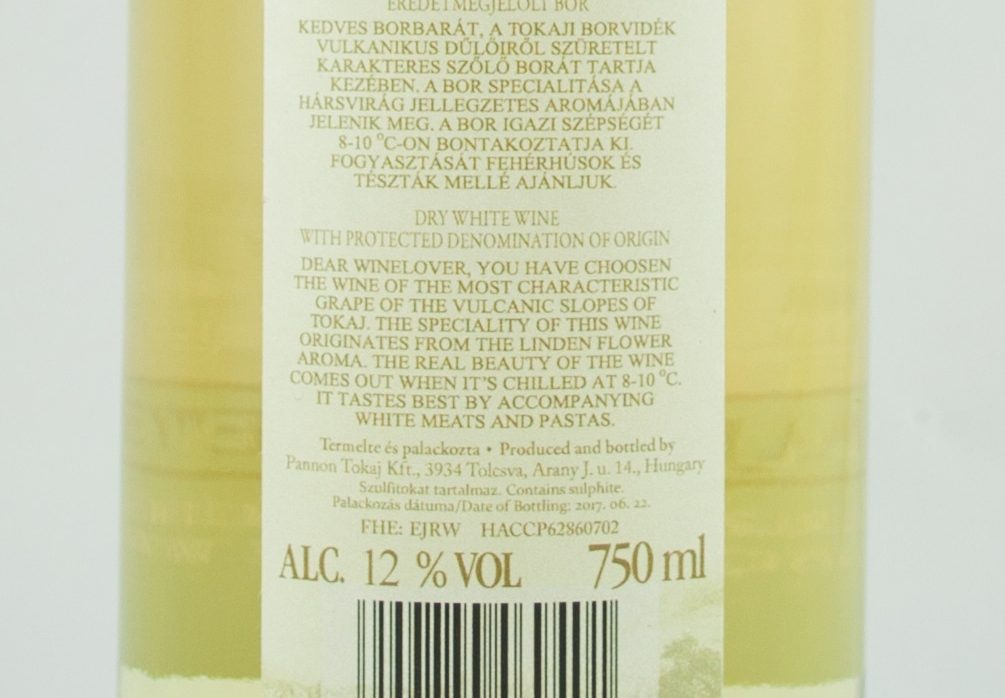 EREDETMEGJELÖLT BOR
KEDVES BORBARÁT, A TOKAJI BORVIDÉK
VULKANIKUS DŰLŐIRŐL SZÜRETELT
KARAKTERES SZŐLŐ BORÁT TARTJA
KEZÉBEN. A BOR SPECIALITÁSA A
HÁRSVIRÁG JELLEGZETES AROMÁJÁBAN
JELENIK MEG. A BOR IGAZI SZÉPSÉGÉT
8-10 °C-ON BONTAKOZTATJA KI.
FOGYASZTÁSÁT FEHÉRHÚSOK ÉS
TÉSZTÁK MELLÉ AJÁNLJUK.
DRY WHITE WINE
WITH PROTECTED DENOMINATION OF ORIGIN
DEAR WINELOVER, YOU HAVE CHOOSEN
THE WINE OF THE MOST CHARACTERISTIC
GRAPE OF THE VULCANIC SLOPES OF
TOKAJ. THE SPECIALITY OF THIS WINE
ORIGINATES FROM THE LINDEN FLOWER
AROMA. THE REAL BEAUTY OF THE WINE
COMES OUT WHEN IT'S CHILLED AT 8-10 °C.
IT TASTES BEST BY ACCOMPANYING
WHITE MEATS AND PASTAS.
Termelte és palackozta • Produced and bottled by
Pannon Tokaj Kft., 3934 Tolcsva, Arany J. u. 14., Hungary
Szulfitokat tartalmaz. Contains sulphite.
Palackozás dátuma/Date of Bottling: 2017. 06. 22.
FHE: EJRW HACCP62860702
ALC. 12 % VOL 750 ml